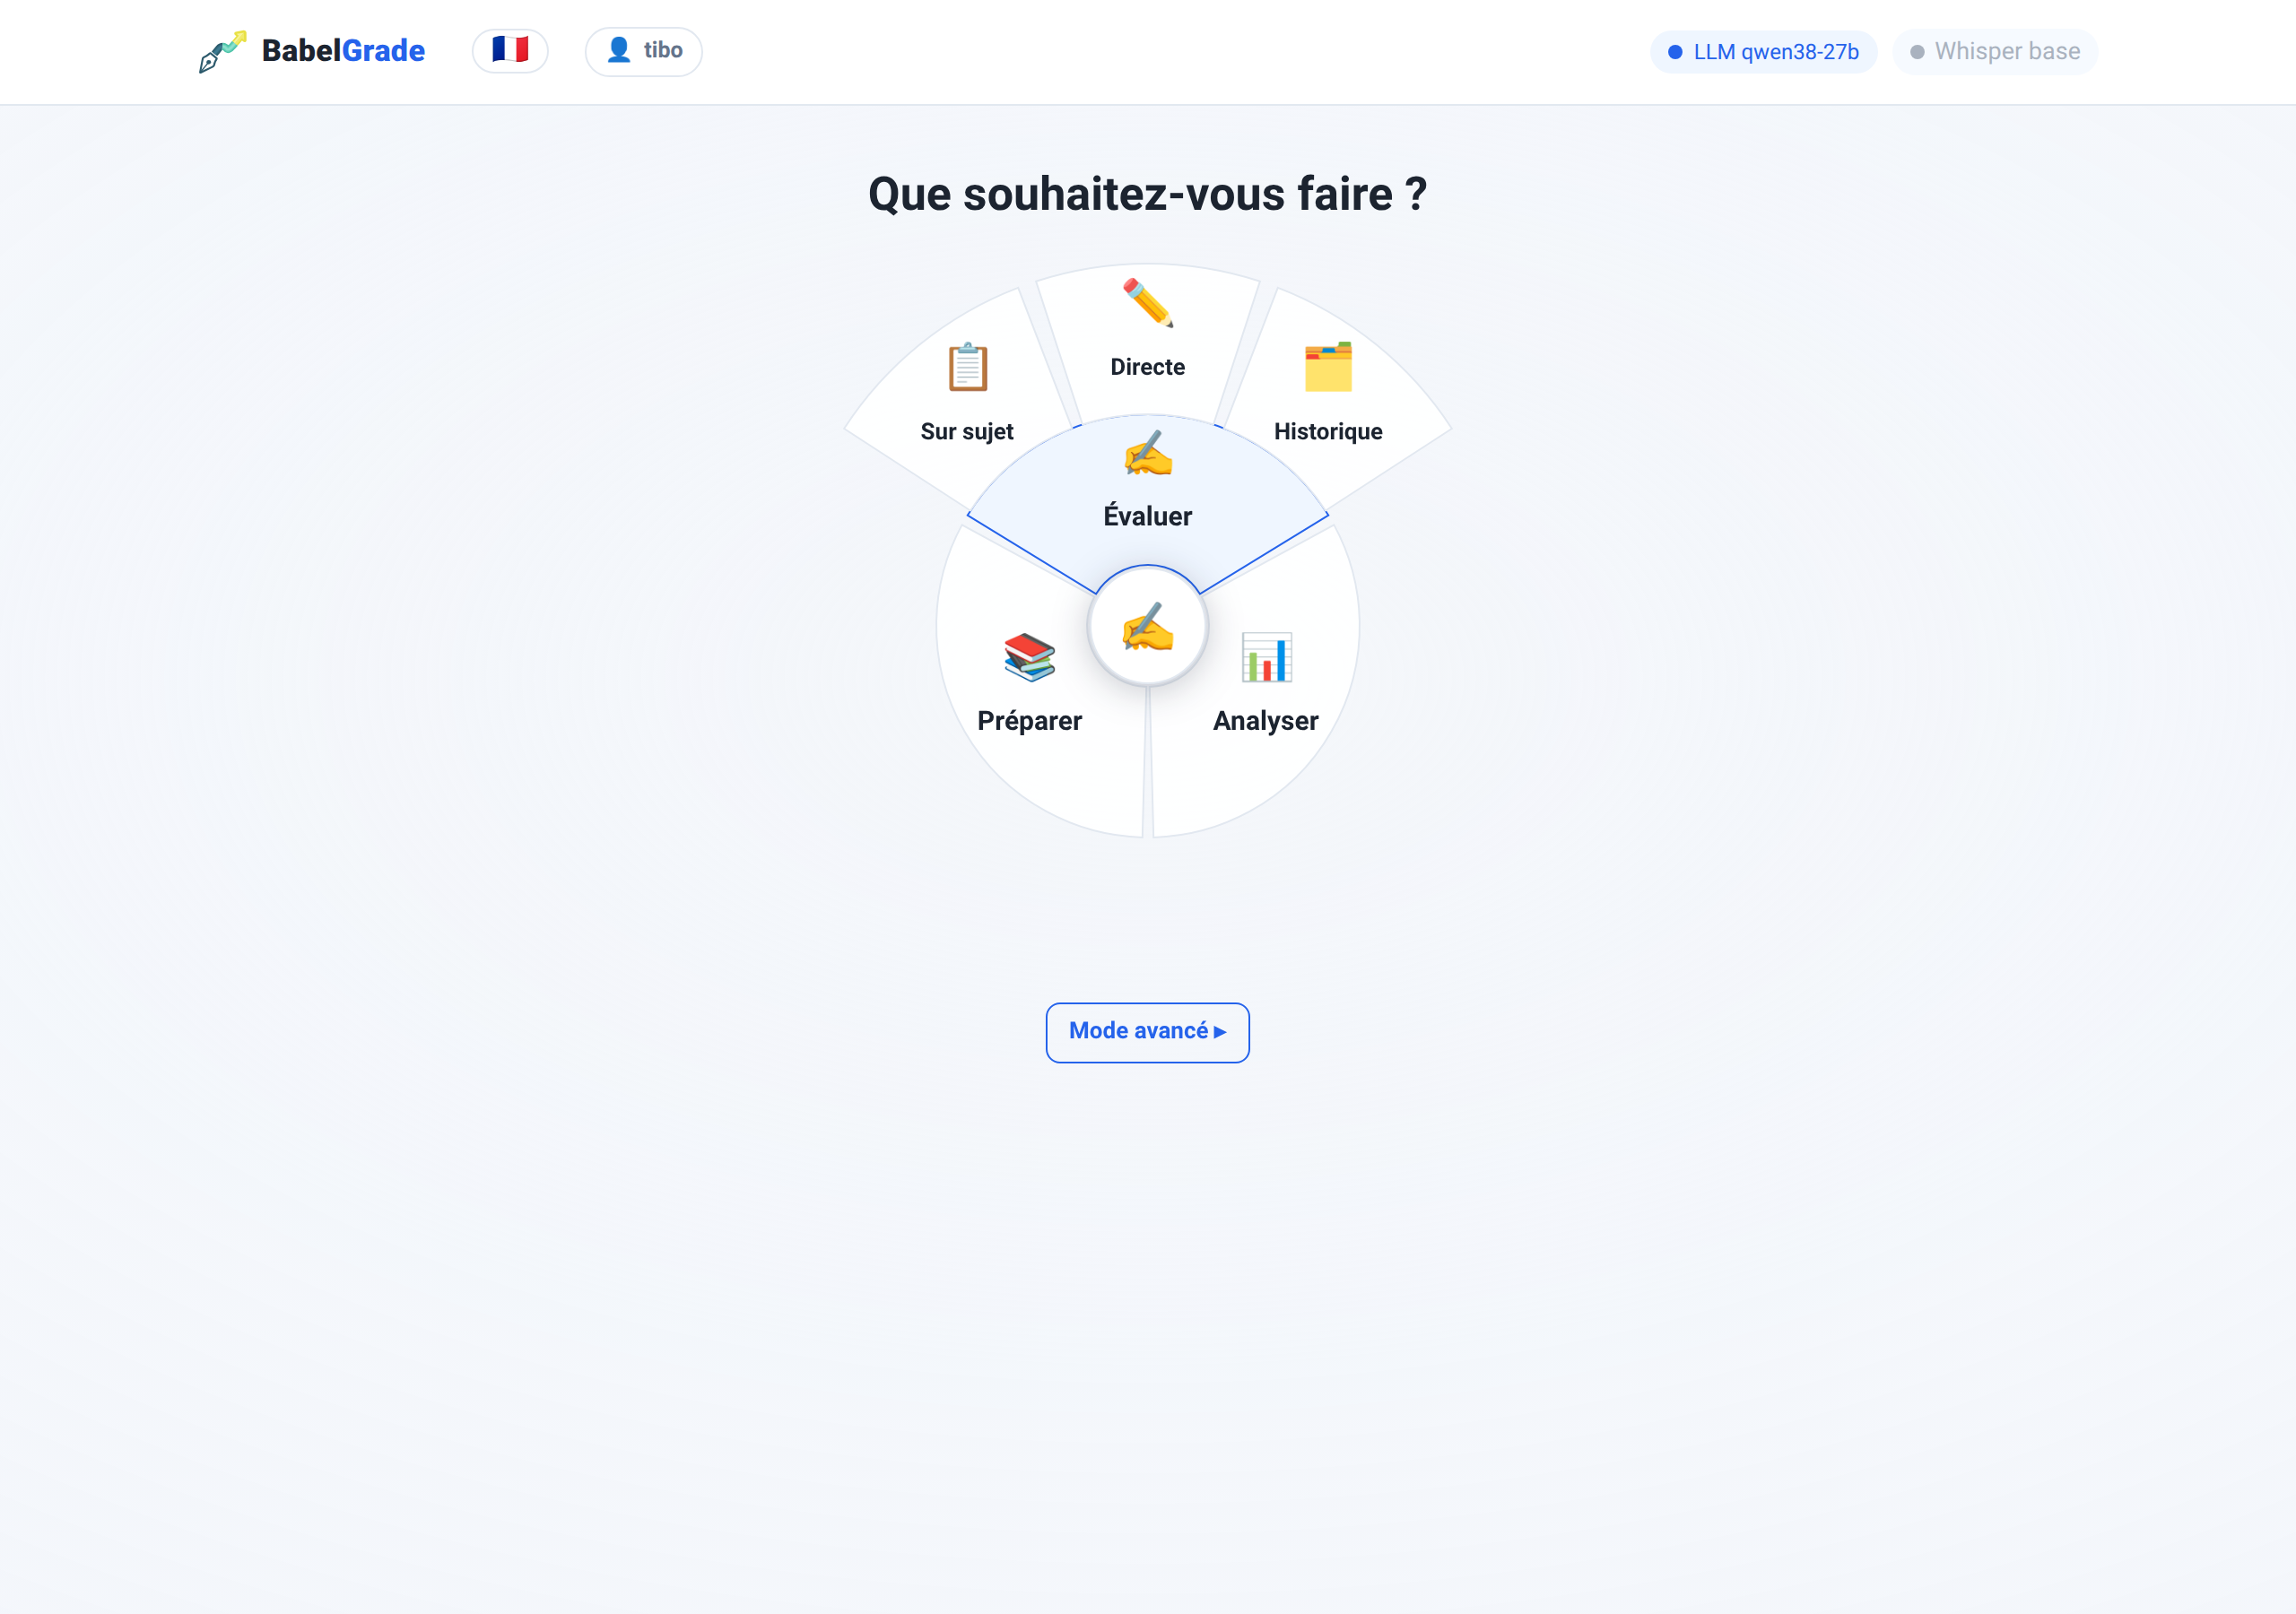 BabelGrade
tibo
LLM qwen38-27b
Whisper base
Que souhaitez-vous faire ?
Directe
Sur sujet
Historique
Évaluer
Préparer
Analyser
Mode avancé ▸